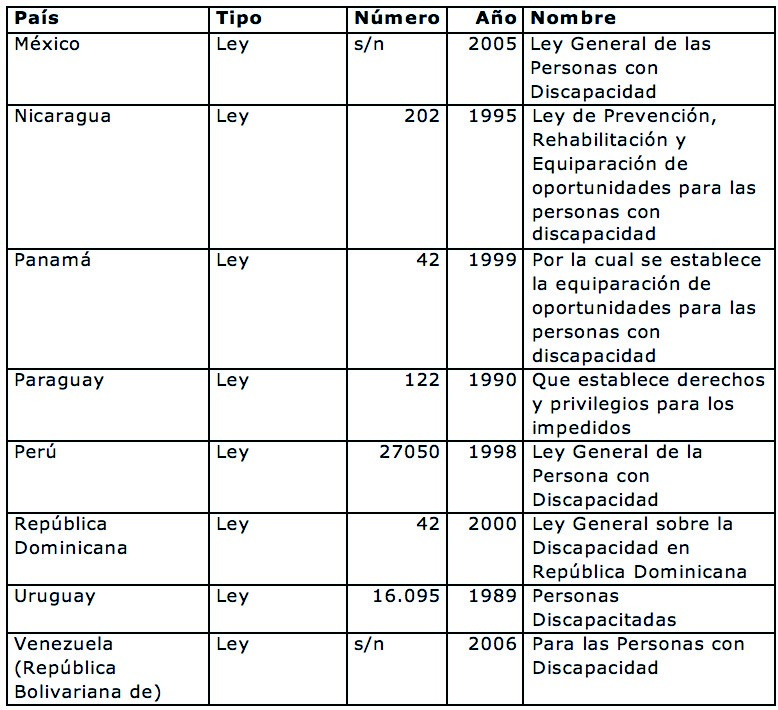 País Tipo Número Año Nombre
México Ley s/n 2005 Ley General de las
Personas con
Discapacidad
Nicaragua Ley 202 1995 Ley de Prevención,
Rehabilitación y
Equiparación de
oportunidades para las
personas con
discapacidad
Panamá Ley 42 1999 Por la cual se establece
la equiparación de
oportunidades para las
personas con
discapacidad
Paraguay Ley 122 1990 Que establece derechos
y privilegios para los
impedidos
Perú Ley 27050 1998 Ley General de la
Persona con
Discapacidad
República Ley 42 2000 Ley General sobre la
Dominicana Discapacidad en
República Dominicana
Uruguay Ley 16.095 1989 Personas
Discapacitadas
Venezuela Ley s/n 2006 Para las Personas con
(República Discapacidad
Bolivariana de)